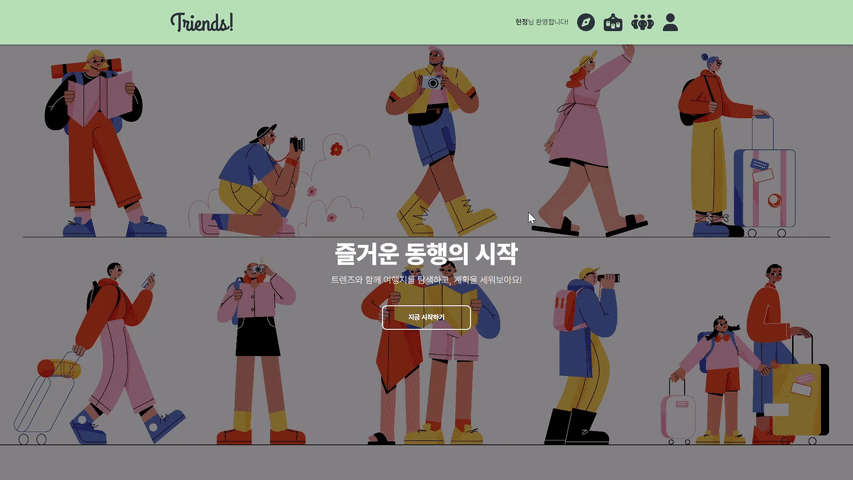 Triends!
현정님 환영합니다!
즐거운 동행의 시작
트렌즈와 함께 여행지를 탐색하고, 계획을 세워보아요!
지금 시작하기